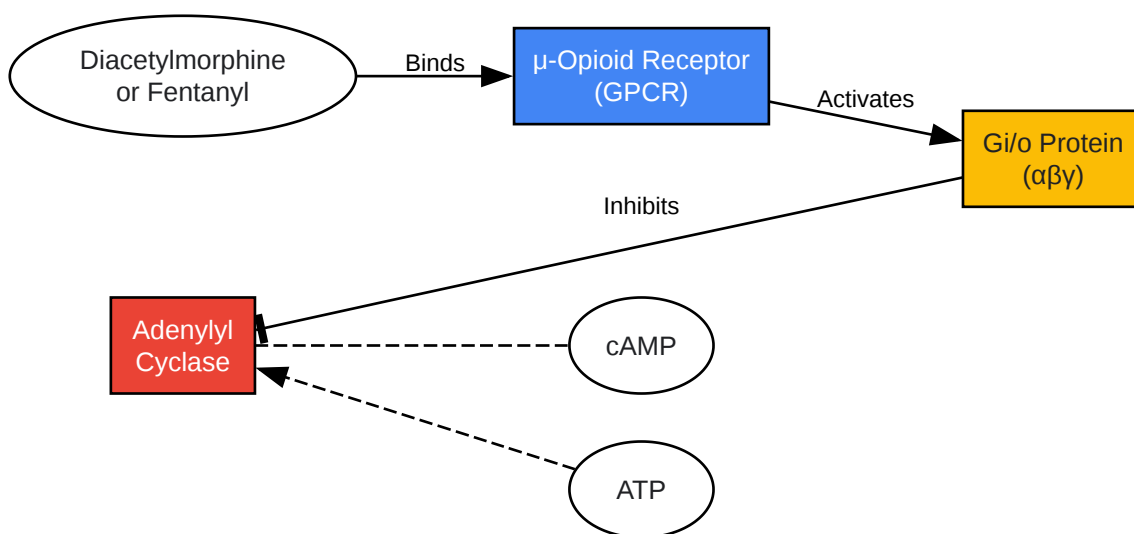 Diacetylmorphine
or Fentanyl
Binds
μ-Opioid Receptor
(GPCR)
Activates
Gi/o Protein
(αβγ)
Inhibits
Adenylyl
Cyclase
cAMP
ATP